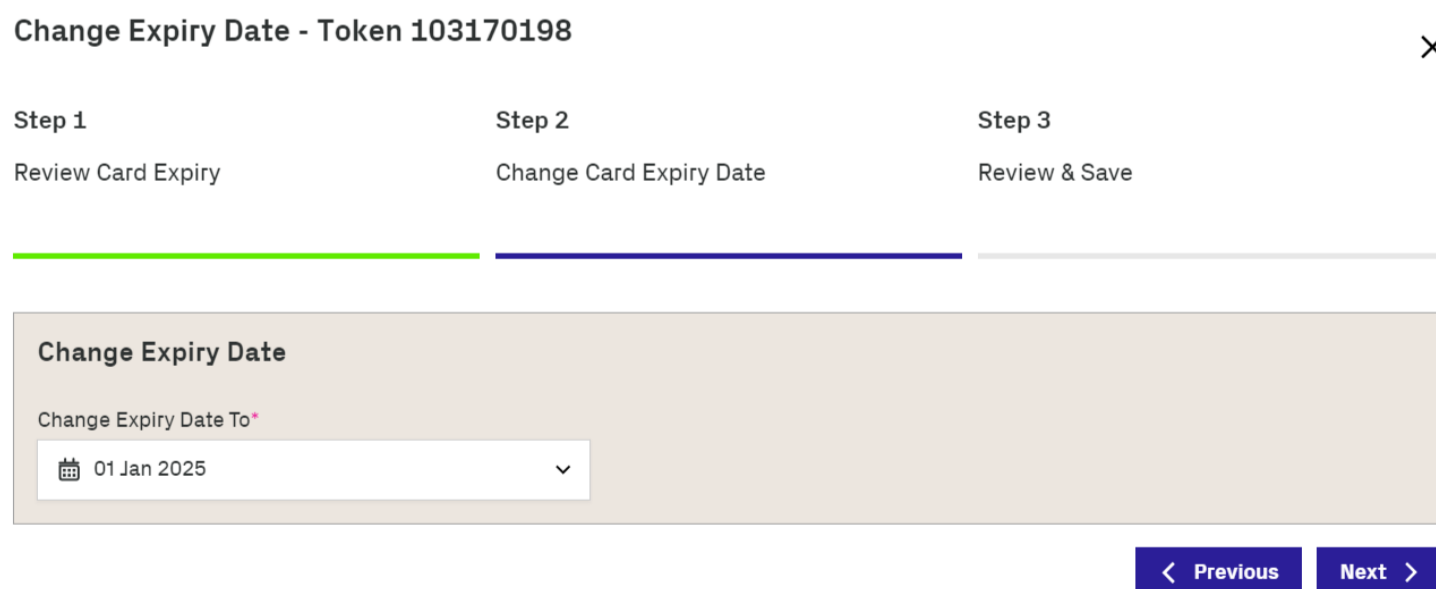 Change Expiry Date - Token 103170198
Step 1
Review Card Expiry
Step 2
Change Card Expiry Date
Step 3
Review & Save
Change Expiry Date
Change Expiry Date To*
01 Jan 2025
Previous
Next